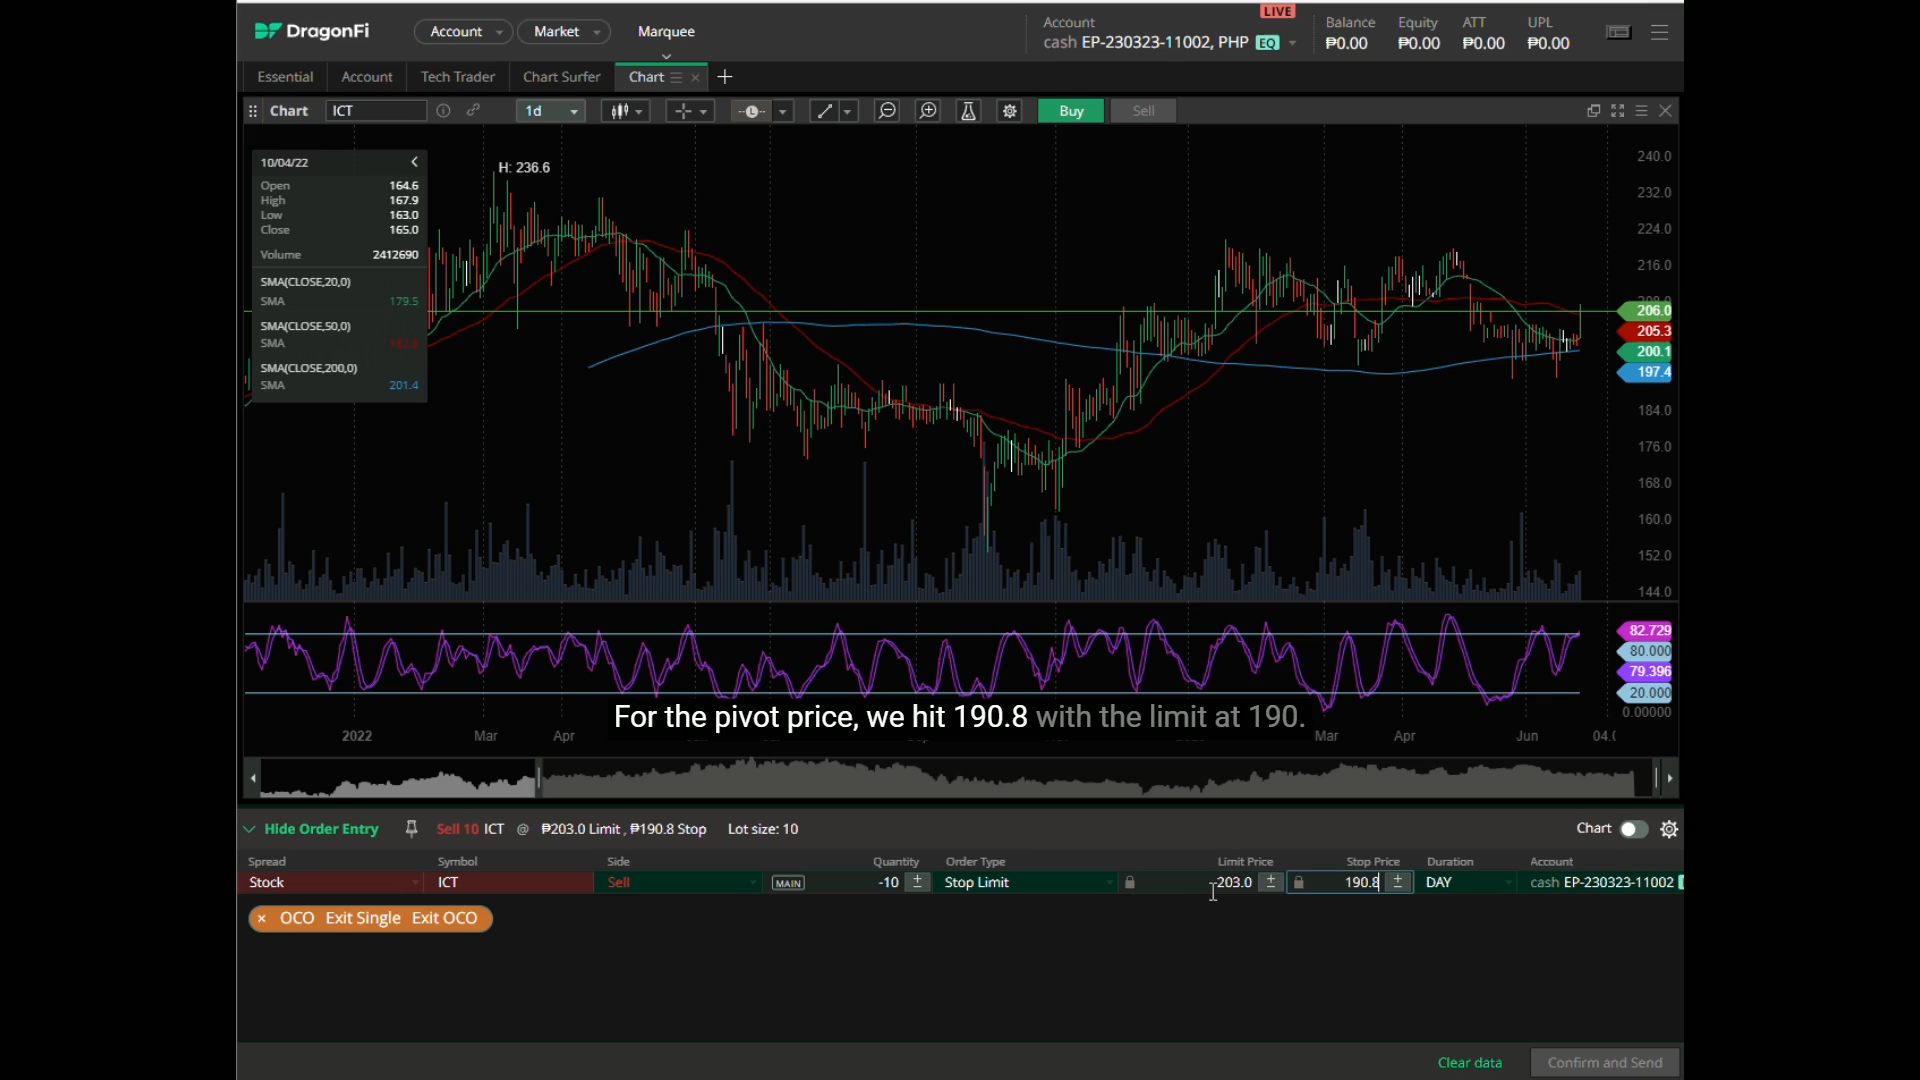 LIVE
DragonFi
Account
Market
Marquee
Account
cash EP-230323-11002, PHP EQ
Balance
₱0.00
Equity
₱0.00
ATT
₱0.00
UPL
₱0.00
Essential
Account
Tech Trader
Chart Surfer
Chart
Chart
ICT
1d
L
Buy
Sell
10/04/22
Open 164.6
High 167.9
Low 163.0
Close 165.0
Volume 2412690
SMA(CLOSE,20,0)
SMA 179.5
SMA(CLOSE,50,0)
SMA
SMA(CLOSE,200,0)
SMA 201.4
H: 236.6
240.0
232.0
224.0
216.0
206.0
205.3
200.1
197.4
184.0
176.0
168.0
160.0
152.0
144.0
82.729
80.000
79.396
20.000
0.00000
For the pivot price, we hit 190.8 with the limit at 190.
2022
Mar
Apr
Mar
Apr
Jun
Hide Order Entry
Sell 10 ICT @ ₱203.0 Limit , ₱190.8 Stop
Lot size: 10
Chart
Spread
Symbol
Side
Quantity
Order Type
Limit Price
Stop Price
Duration
Account
Stock
ICT
Sell
MAIN
-10
Stop Limit
203.0
190.8
DAY
cash EP-230323-11002
× OCO Exit Single Exit OCO
Clear data
Confirm and Send